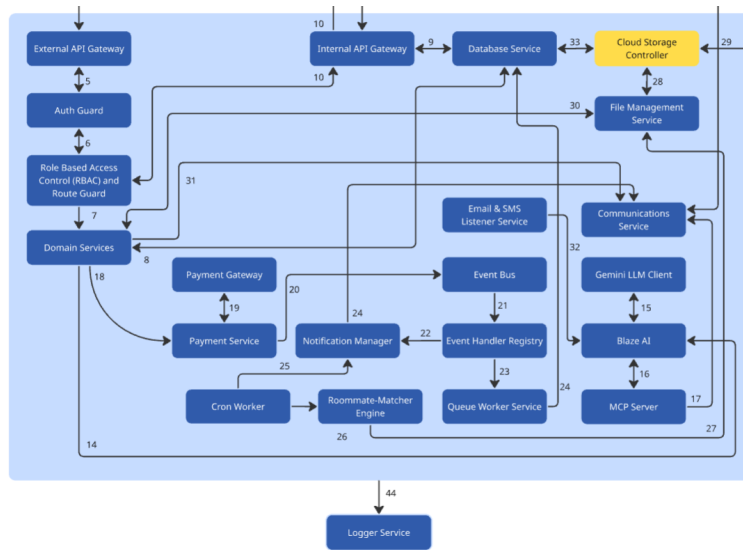 10
External API Gateway
Internal API Gateway
9
Database Service
33
Cloud Storage
Controller
29
5
10
28
Auth Guard
30
File Management
Service
6
Role Based Access
Control (RBAC) and
Route Guard
31
7
Email & SMS
Listener Service
Communications
Service
Domain Services
8
32
18
Payment Gateway
20
Event Bus
Gemini LLM Client
19
24
21
15
Payment Service
Notification Manager
22
Event Handler Registry
Blaze AI
25
23
24
16
Cron Worker
Roommate-Matcher
Engine
Queue Worker Service
MCP Server
17
14
26
27
44
Logger Service